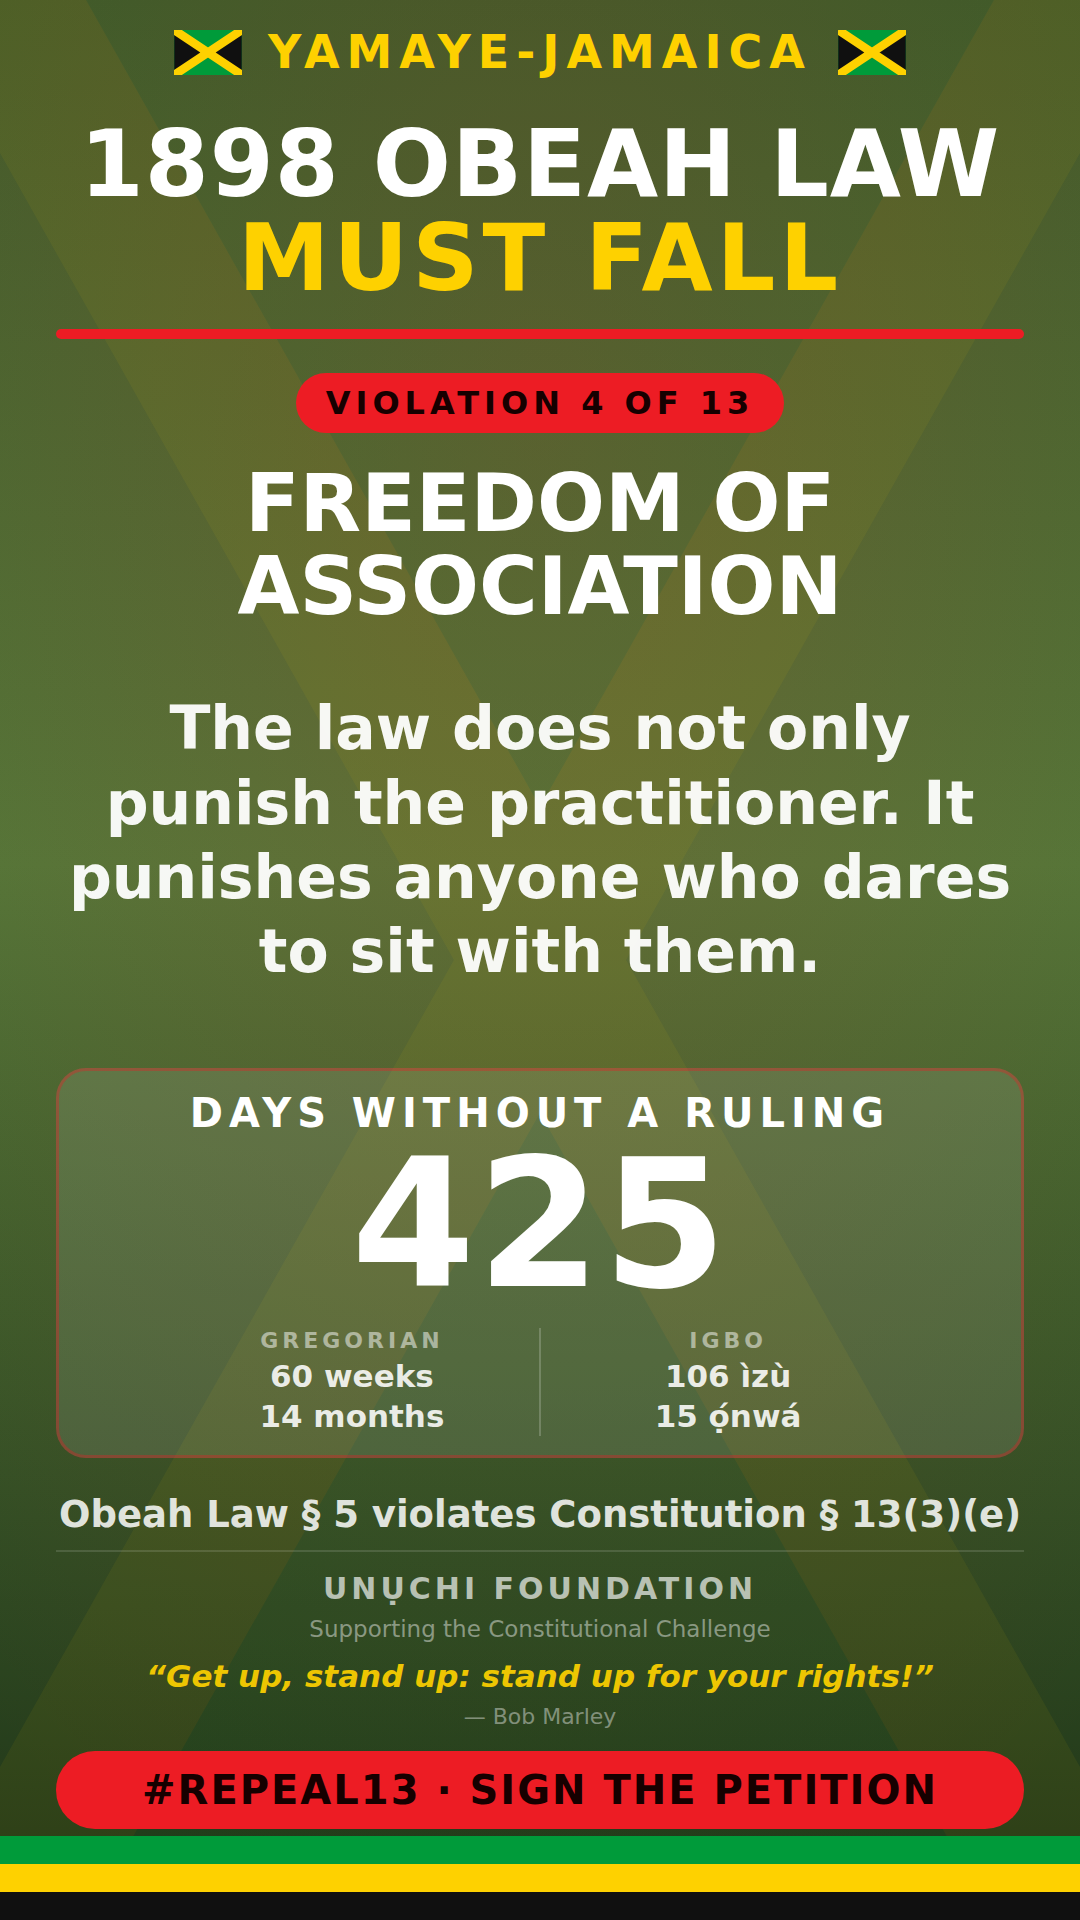 YAMAYE-JAMAICA
1898 OBEAH LAW
MUST FALL
VIOLATION 4 OF 13
FREEDOM OF
ASSOCIATION
The law does not only
punish the practitioner. It
punishes anyone who dares
to sit with them.
DAYS WITHOUT A RULING
425
GREGORIAN
60 weeks
14 months
IGBO
106 ìzù
15 ọ́nwá
Obeah Law § 5 violates Constitution § 13(3)(e)
UNỤCHI FOUNDATION
Supporting the Constitutional Challenge
“Get up, stand up: stand up for your rights!”
— Bob Marley
#REPEAL13 · SIGN THE PETITION